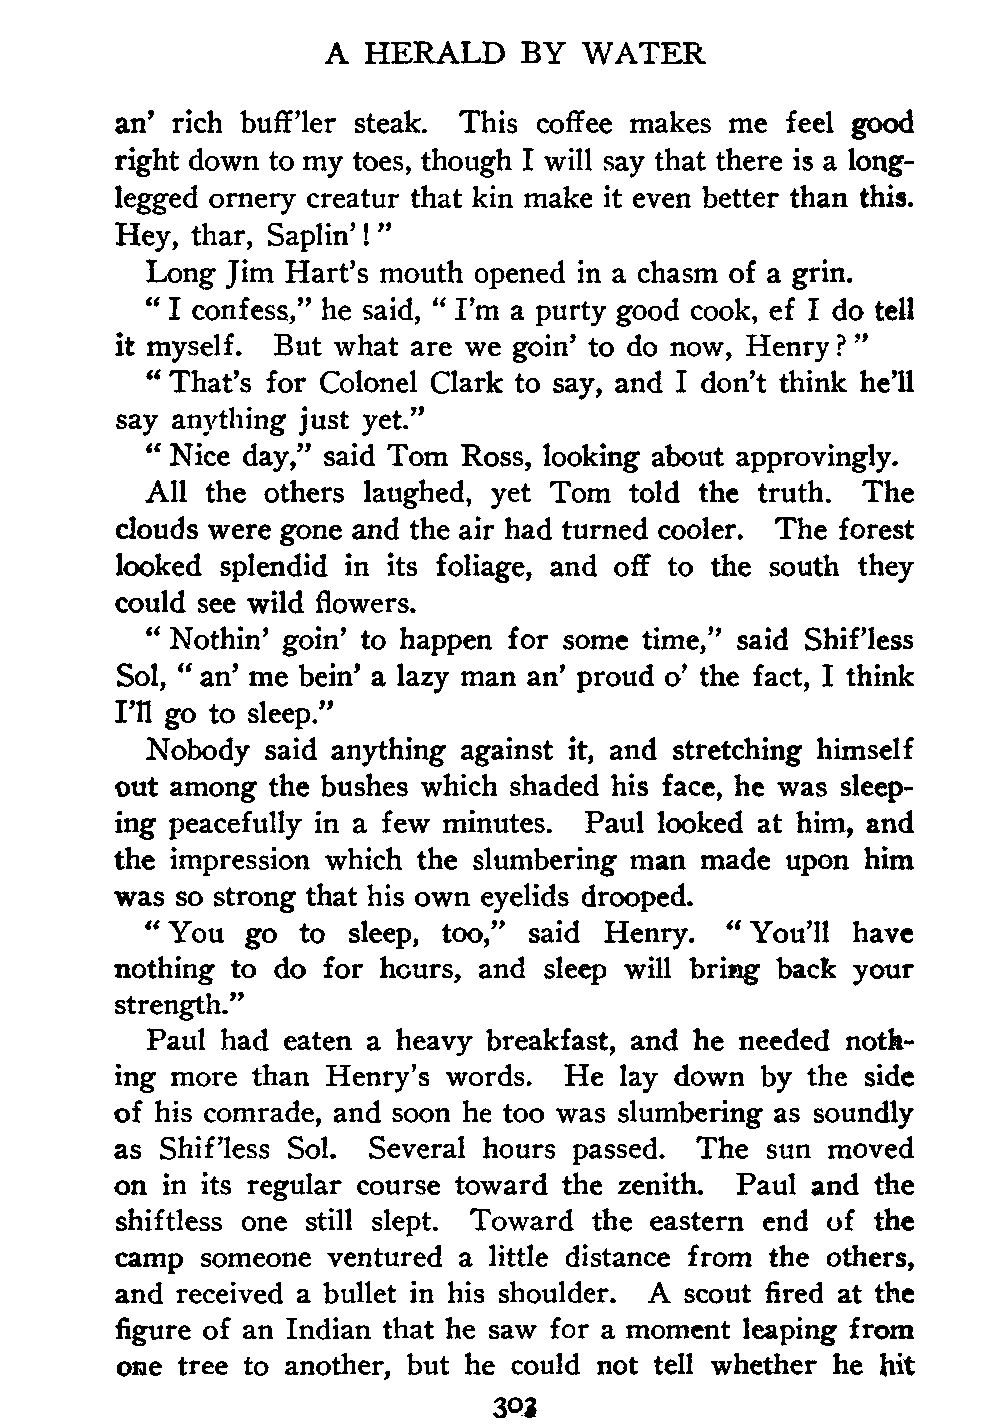 A HERALD BY WATER
an' rich buff'ler steak. This coffee makes me feel good
right down to my toes, though I will say that there is a long-
legged ornery creatur that kin make it even better than this.
Hey, thar, Saplin'!"
Long Jim Hart's mouth opened in a chasm of a grin.
"I confess," he said, "I'm a purty good cook, ef I do tell
it myself. But what are we goin' to do now, Henry?"
"That's for Colonel Clark to say, and I don't think he'll
say anything just yet."
"Nice day," said Tom Ross, looking about approvingly.
All the others laughed, yet Tom told the truth. The
clouds were gone and the air had turned cooler. The forest
looked splendid in its foliage, and off to the south they
could see wild flowers.
"Nothin' goin' to happen for some time," said Shif'less
Sol, "an' me bein' a lazy man an' proud o' the fact, I think
I'll go to sleep."
Nobody said anything against it, and stretching himself
out among the bushes which shaded his face, he was sleep-
ing peacefully in a few minutes. Paul looked at him, and
the impression which the slumbering man made upon him
was so strong that his own eyelids drooped.
"You go to sleep, too," said Henry. "You'll have
nothing to do for hours, and sleep will bring back your
strength."
Paul had eaten a heavy breakfast, and he needed noth-
ing more than Henry's words. He lay down by the side
of his comrade, and soon he too was slumbering as soundly
as Shif'less Sol. Several hours passed. The sun moved
on in its regular course toward the zenith. Paul and the
shiftless one still slept. Toward the eastern end of the
camp someone ventured a little distance from the others,
and received a bullet in his shoulder. A scout fired at the
figure of an Indian that he saw for a moment leaping from
one tree to another, but he could not tell whether he hit
303